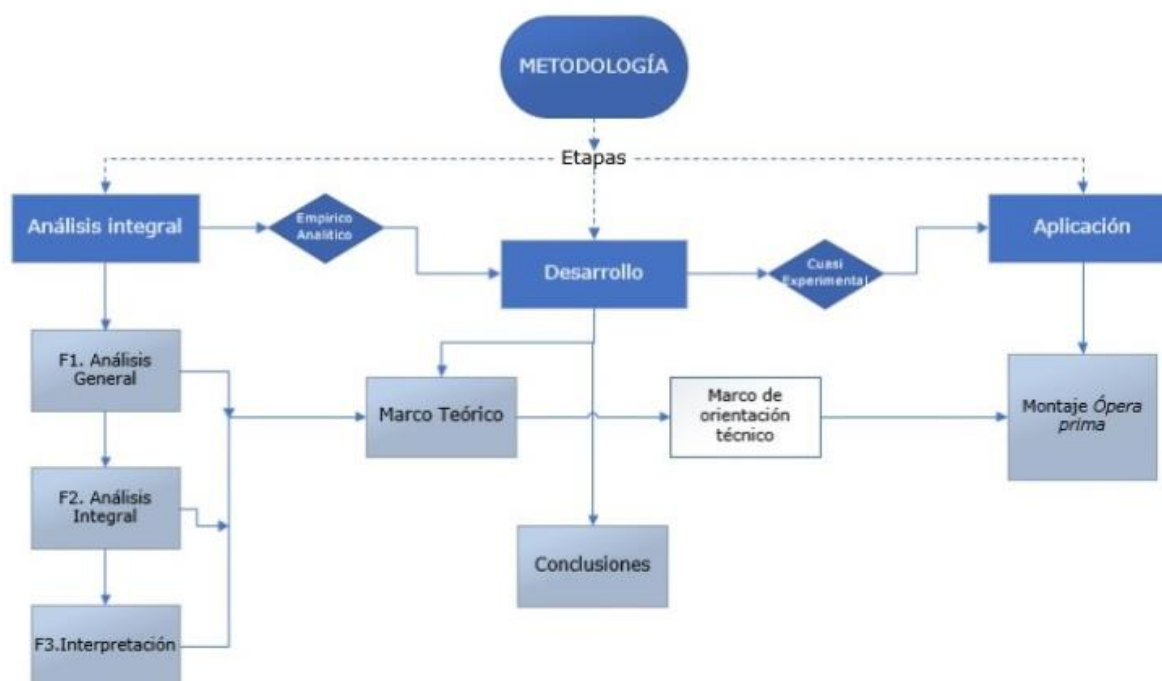 METODOLOGÍA
Etapas
Análisis integral
Empirico
Analitico
Desarrollo
Cuasi
Experimental
Aplicación
F1. Análisis
General
Marco Teórico
Marco de
orientación
técnico
Montaje Ópera
prima
F2. Análisis
Integral
Conclusiones
F3.Interpretación